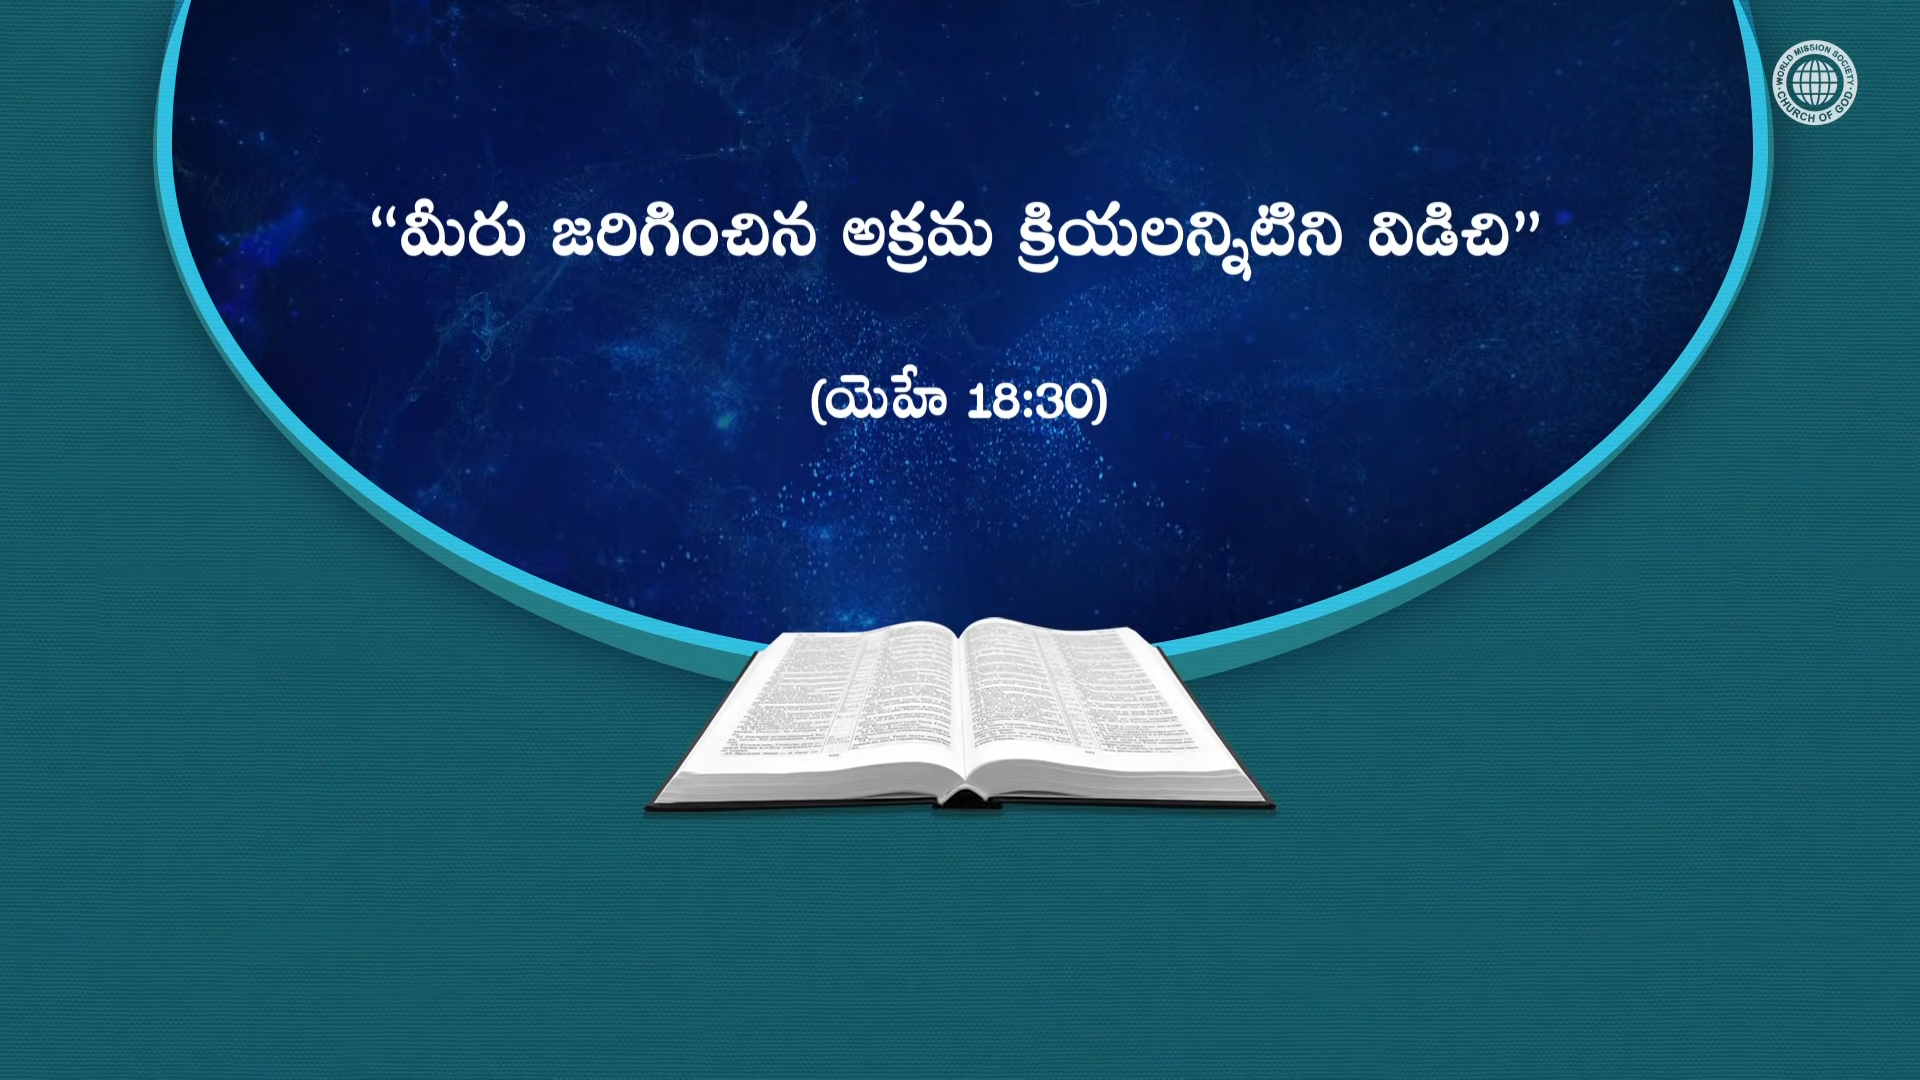 “మీరు జరిగించిన అక్రమ క్రియలన్నిటిని విడిచి”
(యెహే 18:30)
WORLD MISSION SOCIETY
CHURCH OF GOD